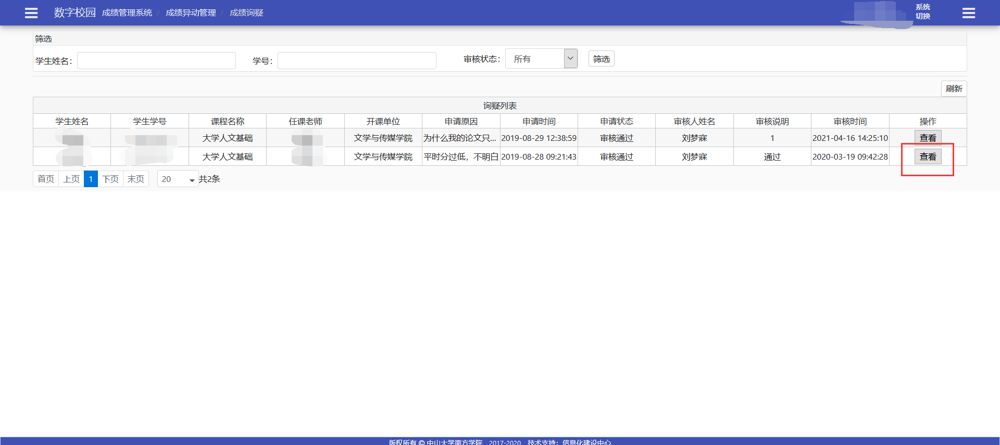 数字校园 成绩管理系统 / 成绩异动管理 / 成绩询疑
系统
切换
筛选
学生姓名： 学号： 审核状态： 所有 筛选
刷新
询疑列表
学生姓名 学生学号 课程名称 任课老师 开课单位 申请原因 申请时间 申请状态 审核人姓名 审核说明 审核时间 操作
大学人文基础 文学与传媒学院 为什么我的论文只... 2019-08-29 12:38:59 审核通过 刘梦寐 1 2021-04-16 14:25:10 查看
大学人文基础 文学与传媒学院 平时分过低，不明白 2019-08-28 09:21:43 审核通过 刘梦寐 通过 2020-03-19 09:42:28 查看
首页 上页 1 下页 末页 20 共2条
版权所有 © 中山大学南方学院 2017-2020 技术支持：信息化建设中心